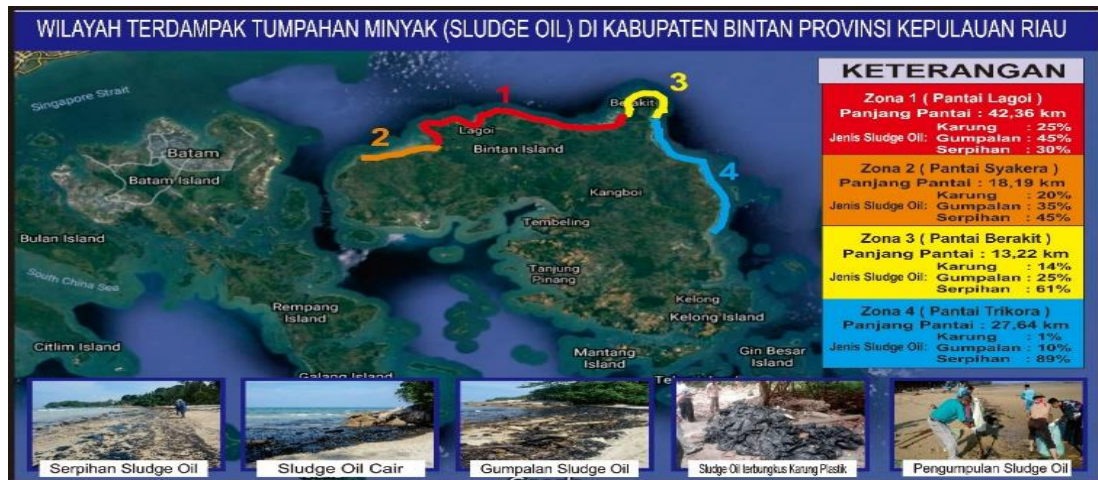 WILAYAH TERDAMPAK TUMPAHAN MINYAK (SLUDGE OIL) DI KABUPATEN BINTAN PROVINSI KEPULAUAN RIAU
Singapore Strait
Batam
Batam Island
Bulan Island
South China Sea
Rempang
Island
Citlim Island
Galang Island
1
2
3
4
Lagoi
Berakit
Bintan Island
Kangboi
Tembeling
Tanjung
Pinang
Kelong
Kelong Island
Mantang
Island
Gin Besar
Island
KETERANGAN
Zona 1 ( Pantai Lagoi )
Panjang Pantai : 42,36 km
Karung : 25%
Jenis Sludge Oil: Gumpalan : 45%
Serpihan : 30%
Zona 2 ( Pantai Syakera )
Panjang Pantai : 18,19 km
Karung : 20%
Jenis Sludge Oil: Gumpalan : 35%
Serpihan : 45%
Zona 3 ( Pantai Berakit )
Panjang Pantai : 13,22 km
Karung : 14%
Jenis Sludge Oil: Gumpalan : 25%
Serpihan : 61%
Zona 4 ( Pantai Trikora )
Panjang Pantai : 27,64 km
Karung : 1%
Jenis Sludge Oil: Gumpalan : 10%
Serpihan : 89%
Serpihan Sludge Oil
Sludge Oil Cair
Gumpalan Sludge Oil
Sludge Oil terbungkus Karung Plastik
Pengumpulan Sludge Oil